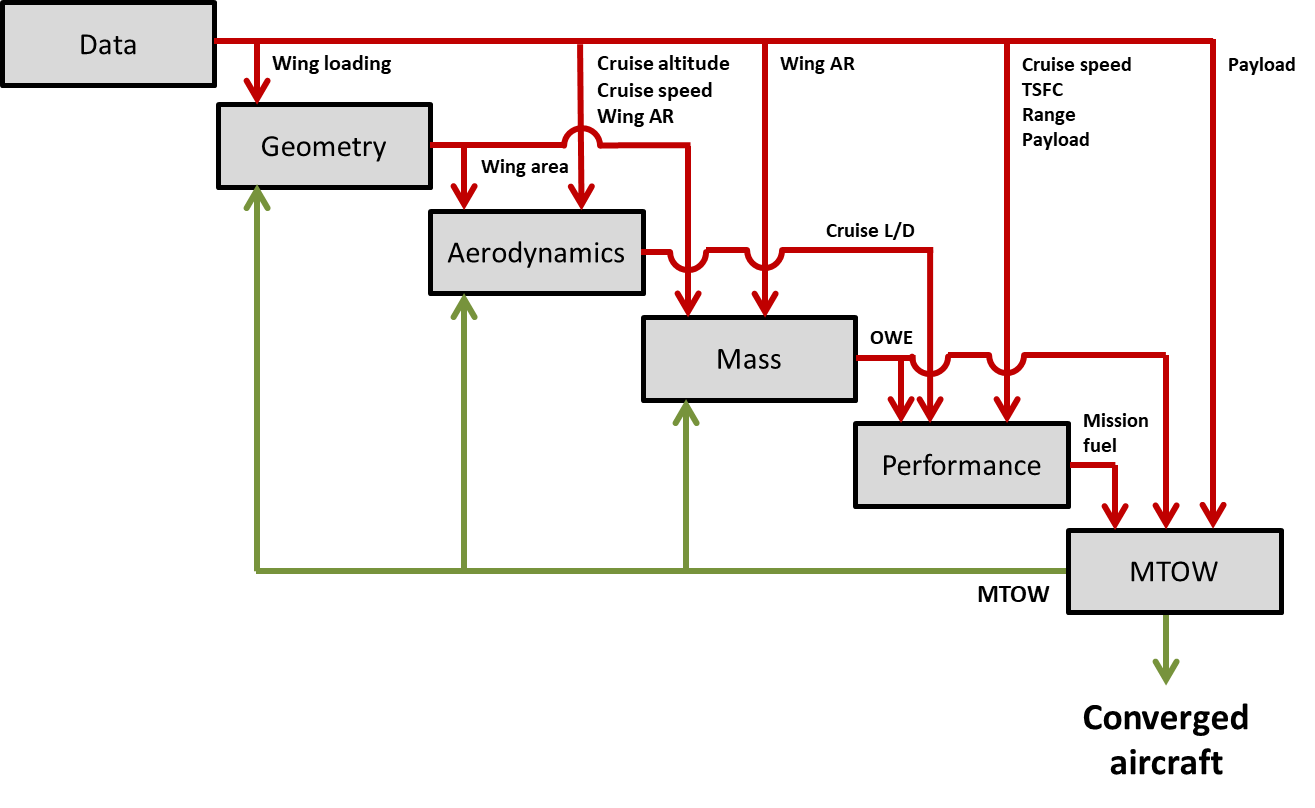 Data
Wing loading
Cruise altitude
Cruise speed
Wing AR
Wing AR
Cruise speed
TSFC
Range
Payload
Payload
Geometry
Wing area
Aerodynamics
Cruise L/D
Mass
OWE
Performance
Mission
fuel
MTOW
MTOW
Converged
aircraft